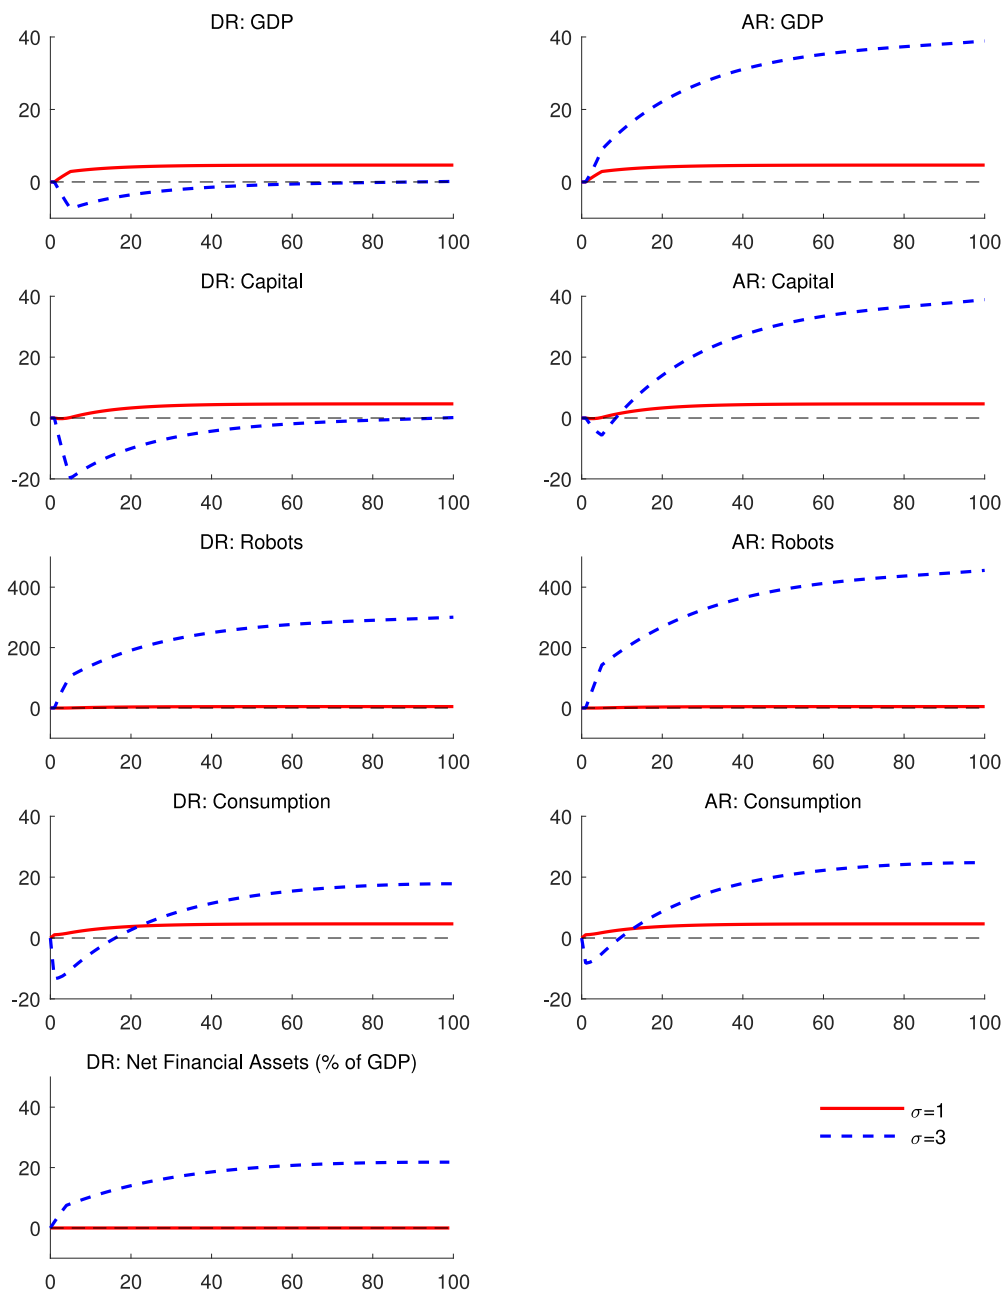 DR: GDP
AR: GDP
40
20
0
0 20 40 60 80 100
40
20
0
0 20 40 60 80 100
DR: Capital
AR: Capital
40
20
0
-20
0 20 40 60 80 100
40
20
0
-20
0 20 40 60 80 100
DR: Robots
AR: Robots
400
200
0
0 20 40 60 80 100
400
200
0
0 20 40 60 80 100
DR: Consumption
AR: Consumption
40
20
0
-20
0 20 40 60 80 100
40
20
0
-20
0 20 40 60 80 100
DR: Net Financial Assets (% of GDP)
40
20
0
0 20 40 60 80 100
σ=1
σ=3